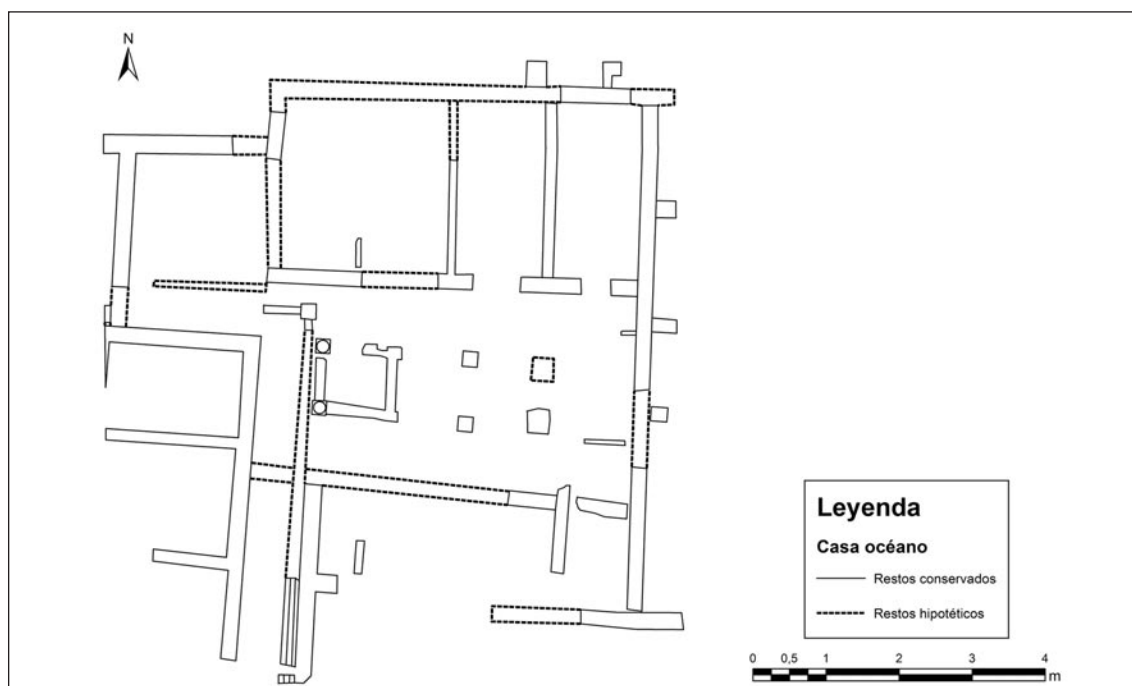 N
Leyenda
Casa océano
Restos conservados
Restos hipotéticos
0 0,5 1 2 3 4
m